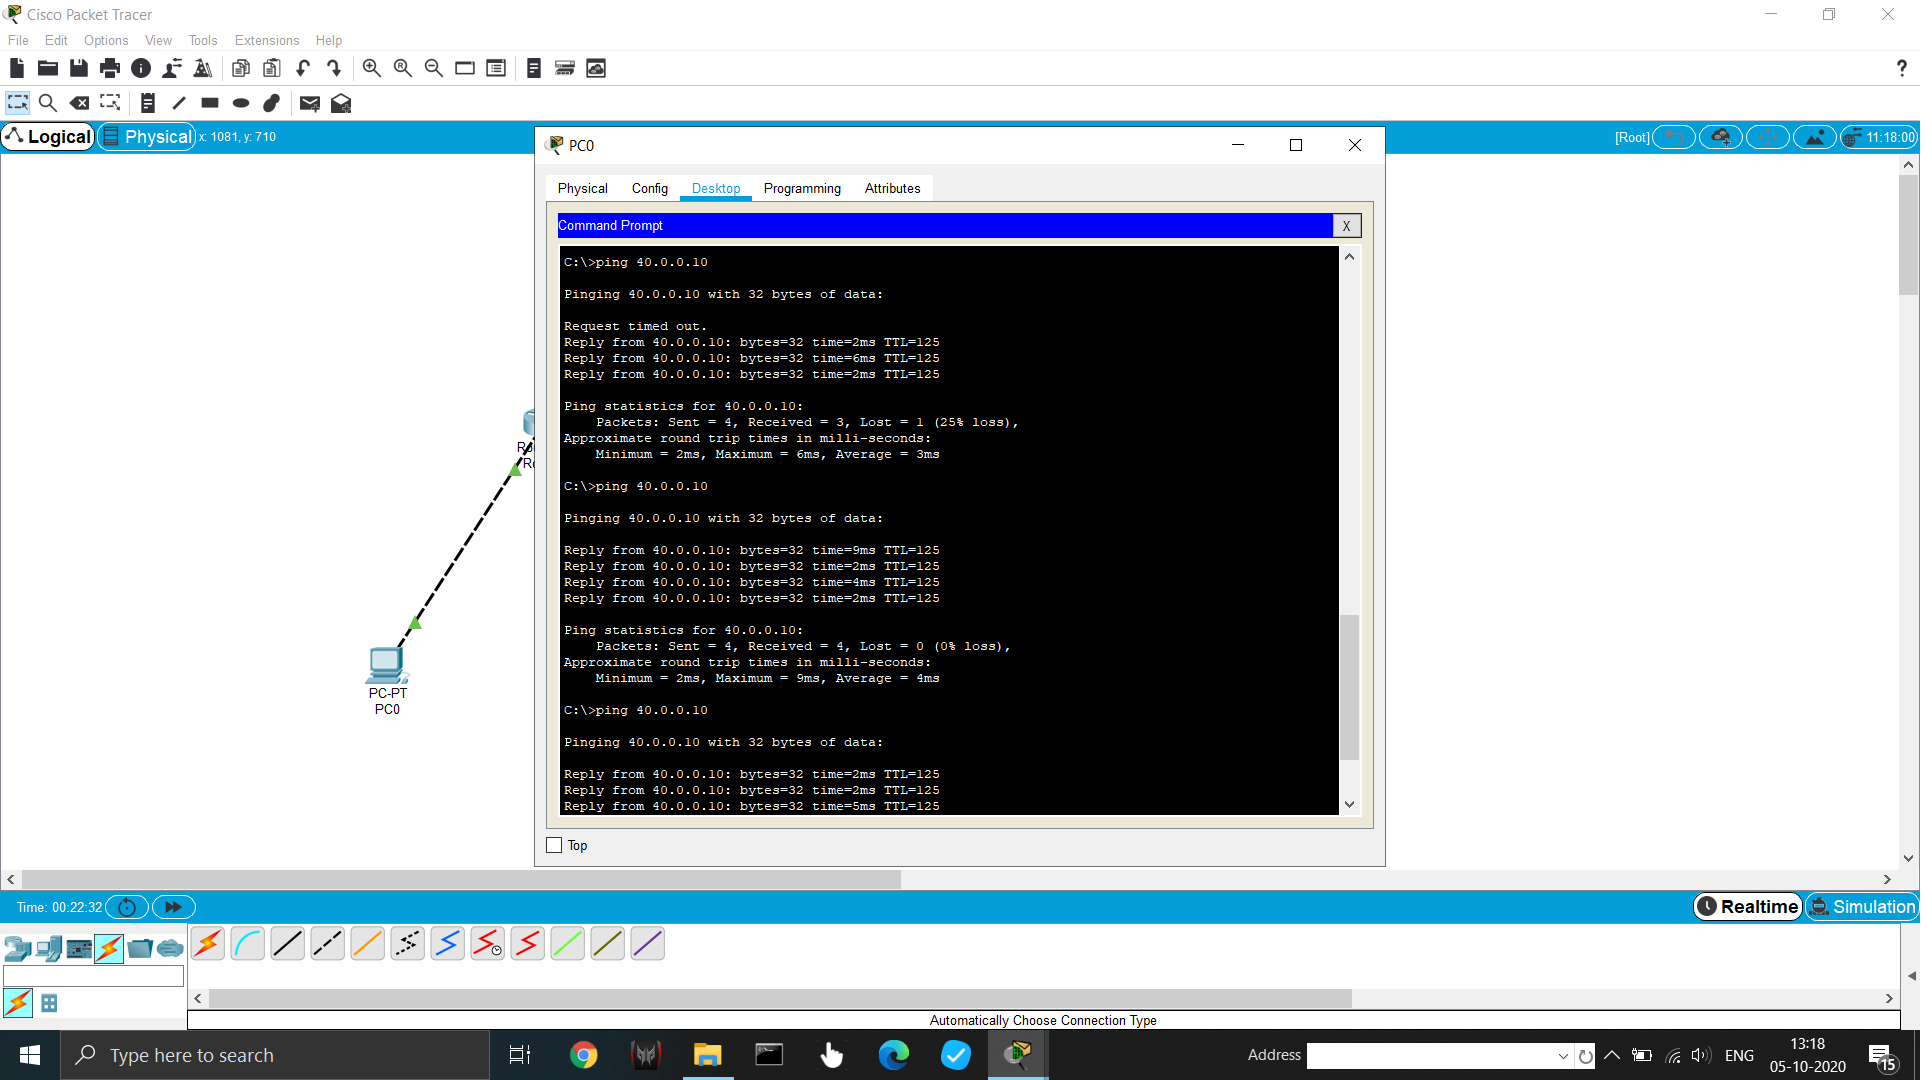 Cisco Packet Tracer
File Edit Options View Tools Extensions Help
Logical Physical x: 1081, y: 710
[Root] 11:18:00
PC0
Physical Config Desktop Programming Attributes
Command Prompt X
C:\>ping 40.0.0.10
Pinging 40.0.0.10 with 32 bytes of data:
Request timed out.
Reply from 40.0.0.10: bytes=32 time=2ms TTL=125
Reply from 40.0.0.10: bytes=32 time=6ms TTL=125
Reply from 40.0.0.10: bytes=32 time=2ms TTL=125
Ping statistics for 40.0.0.10:
Packets: Sent = 4, Received = 3, Lost = 1 (25% loss),
Approximate round trip times in milli-seconds:
Minimum = 2ms, Maximum = 6ms, Average = 3ms
C:\>ping 40.0.0.10
Pinging 40.0.0.10 with 32 bytes of data:
Reply from 40.0.0.10: bytes=32 time=9ms TTL=125
Reply from 40.0.0.10: bytes=32 time=2ms TTL=125
Reply from 40.0.0.10: bytes=32 time=4ms TTL=125
Reply from 40.0.0.10: bytes=32 time=2ms TTL=125
Ping statistics for 40.0.0.10:
Packets: Sent = 4, Received = 4, Lost = 0 (0% loss),
Approximate round trip times in milli-seconds:
Minimum = 2ms, Maximum = 9ms, Average = 4ms
C:\>ping 40.0.0.10
Pinging 40.0.0.10 with 32 bytes of data:
Reply from 40.0.0.10: bytes=32 time=2ms TTL=125
Reply from 40.0.0.10: bytes=32 time=2ms TTL=125
Reply from 40.0.0.10: bytes=32 time=5ms TTL=125
Top
PC-PT
PC0
Time: 00:22:32
Realtime Simulation
Automatically Choose Connection Type
Type here to search
Address
ENG
13:18
05-10-2020
15